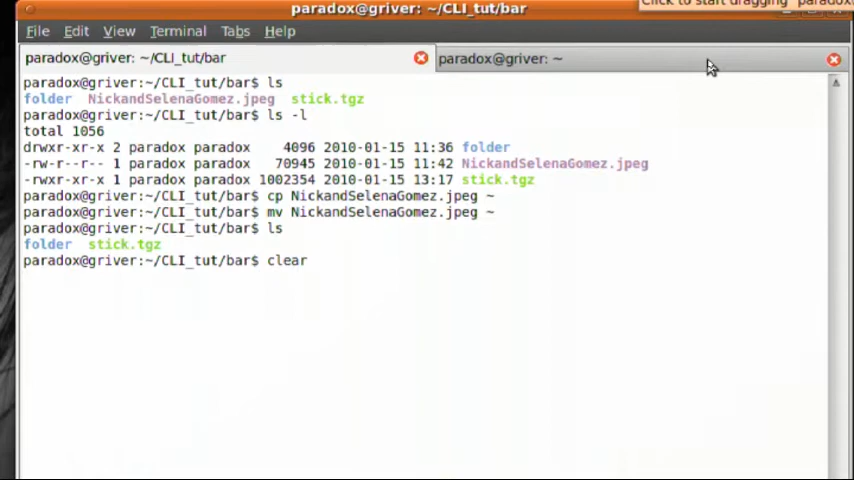 Click to start dragging "paradox
paradox@griver: ~/CLI_tut/bar
File Edit View Terminal Tabs Help
paradox@griver: ~/CLI_tut/bar paradox@griver: ~
paradox@griver:~/CLI_tut/bar$ ls
folder NickandSelenaGomez.jpeg stick.tgz
paradox@griver:~/CLI_tut/bar$ ls -l
total 1056
drwxr-xr-x 2 paradox paradox    4096 2010-01-15 11:36 folder
-rw-r--r-- 1 paradox paradox   70945 2010-01-15 11:42 NickandSelenaGomez.jpeg
-rwxr-xr-x 1 paradox paradox 1002354 2010-01-15 13:17 stick.tgz
paradox@griver:~/CLI_tut/bar$ cp NickandSelenaGomez.jpeg ~
paradox@griver:~/CLI_tut/bar$ mv NickandSelenaGomez.jpeg ~
paradox@griver:~/CLI_tut/bar$ ls
folder stick.tgz
paradox@griver:~/CLI_tut/bar$ clear